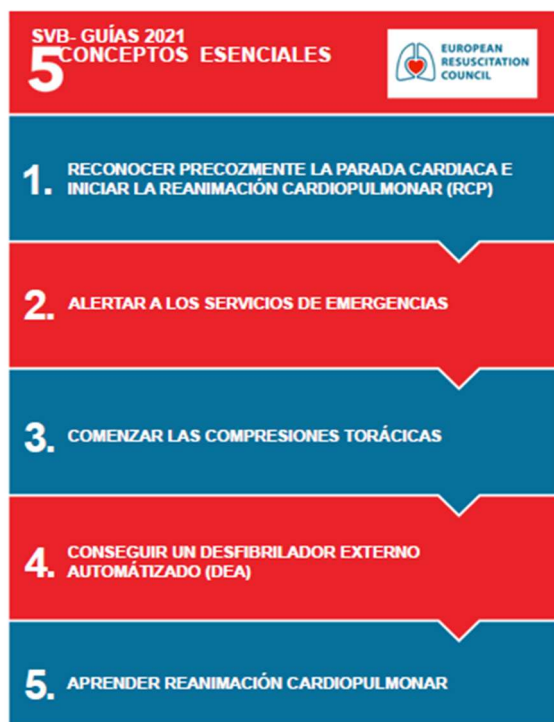 SVB- GUÍAS 2021
5 CONCEPTOS ESENCIALES
EUROPEAN
RESUSCITATION
COUNCIL
1. RECONOCER PRECOZMENTE LA PARADA CARDIACA E
INICIAR LA REANIMACIÓN CARDIOPULMONAR (RCP)
2. ALERTAR A LOS SERVICIOS DE EMERGENCIAS
3. COMENZAR LAS COMPRESIONES TORÁCICAS
4. CONSEGUIR UN DESFIBRILADOR EXTERNO
AUTOMÁTIZADO (DEA)
5. APRENDER REANIMACIÓN CARDIOPULMONAR